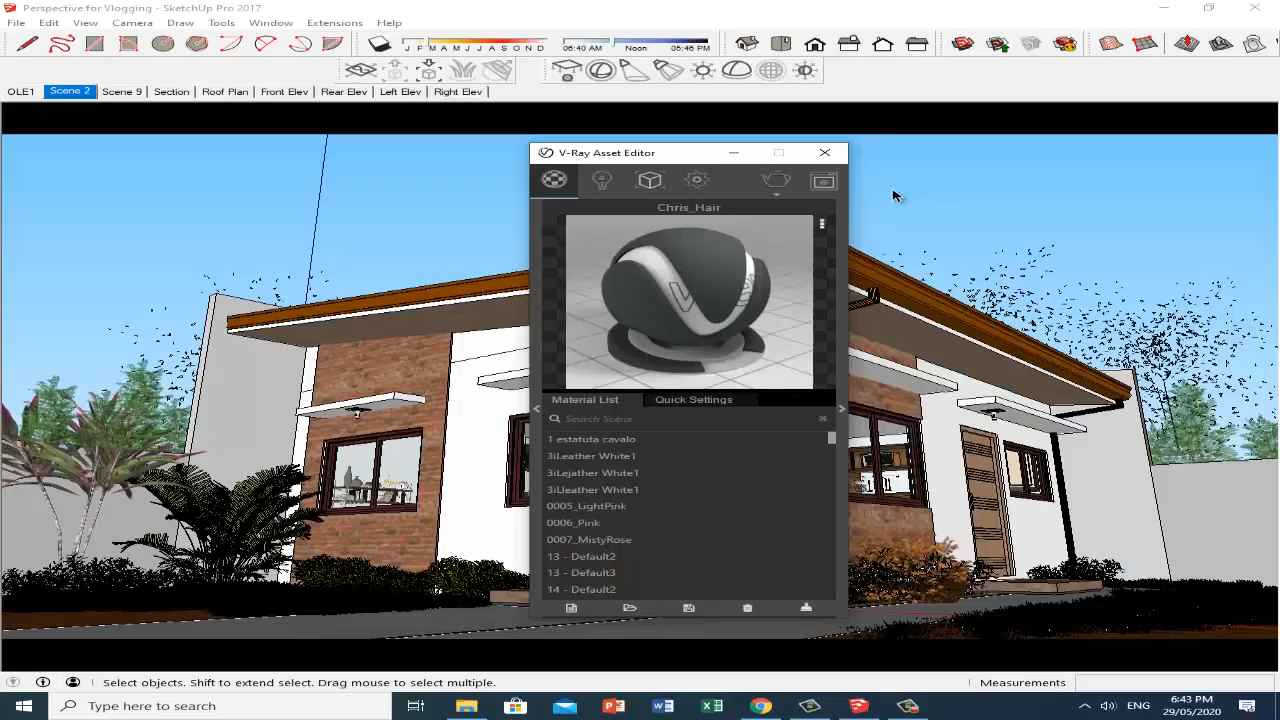 Perspective for Vlogging - SketchUp Pro 2017
File Edit View Camera Draw Tools Window Extensions Help
J F M A M J J A S O N D 06:40 AM Noon 05:46 PM
OLE1 Scene 2 Scene 9 Section Roof Plan Front Elev Rear Elev Left Elev Right Elev
V-Ray Asset Editor
Chris_Hair
Material List Quick Settings
Search Scene
1 estatuta cavalo
3iLeather White1
3iLejather White1
3iLleather White1
0005_LightPink
0006_Pink
0007_MistyRose
13 - Default2
13 - Default3
14 - Default2
Select objects. Shift to extend select. Drag mouse to select multiple. Measurements
Type here to search
ENG
6:43 PM
29/05/2020